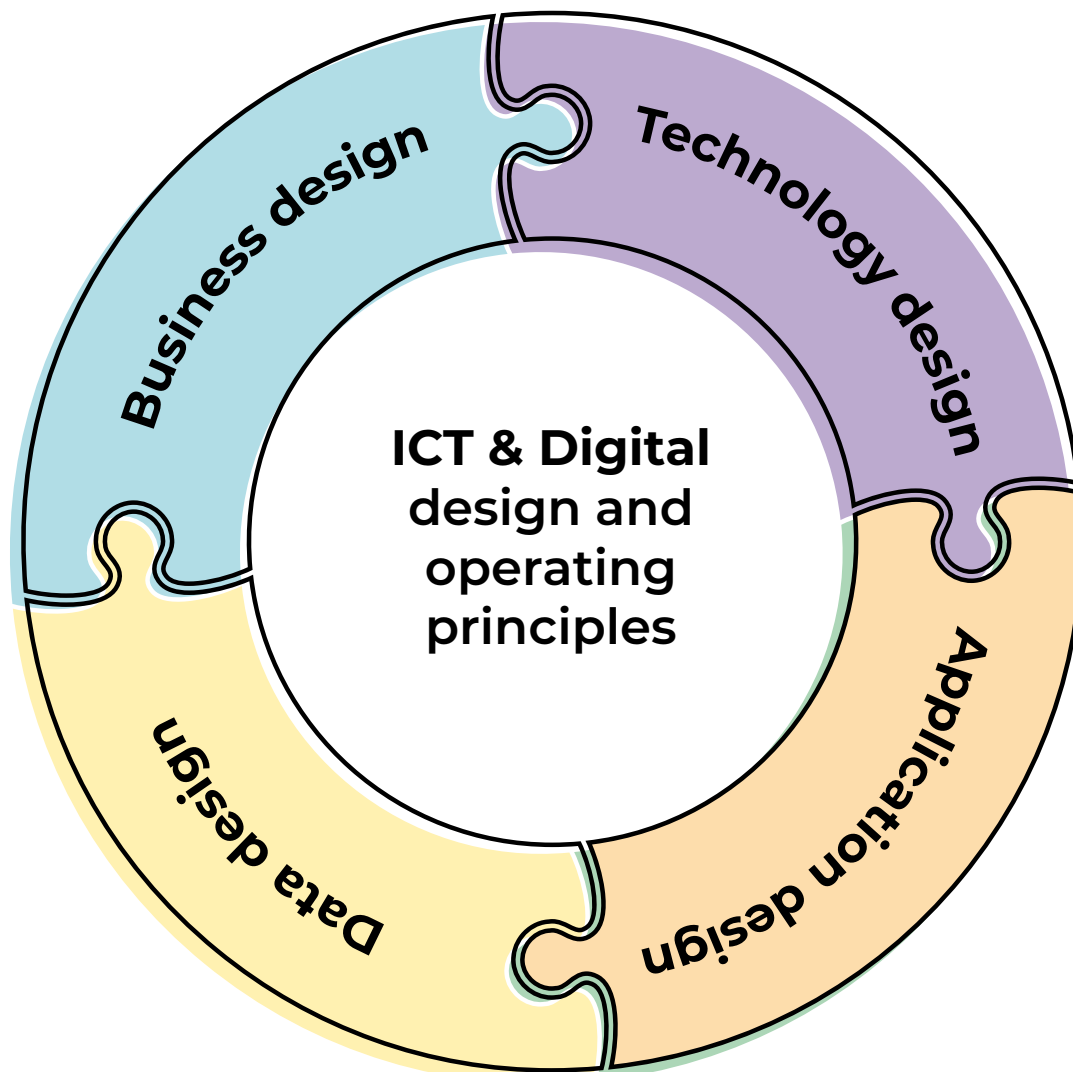 Business design
Technology design
ICT & Digital
design and
operating
principles
Data design
Application design